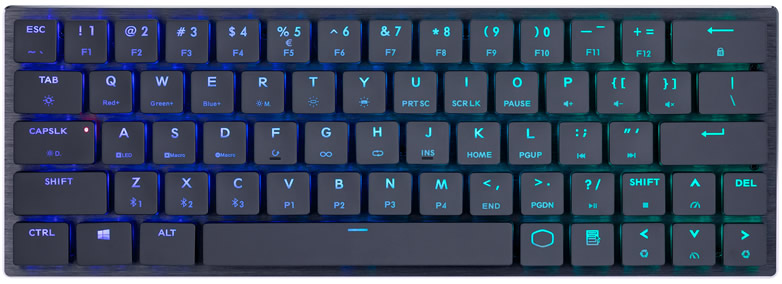 ESC ! 1 @ 2 # 3 $ 4 % 5 ^ 6 & 7 * 8 ( 9 ) 0 — - + =
~ ` F1 F2 F3 F4 € F5 F6 F7 F8 F9 F10 F11 F12
TAB Q W E R T Y U I O P { [ } ] |
Red+ Green+ Blue+ M. PRT SC SCR LK PAUSE \
CAPSLK A S D F G H J K L : ; " '
D. LED Macro Macro INS HOME PGUP
SHIFT Z X C V B N M < , > . ? / SHIFT DEL
1 2 3 P1 P2 P3 P4 END PGDN
CTRL ALT